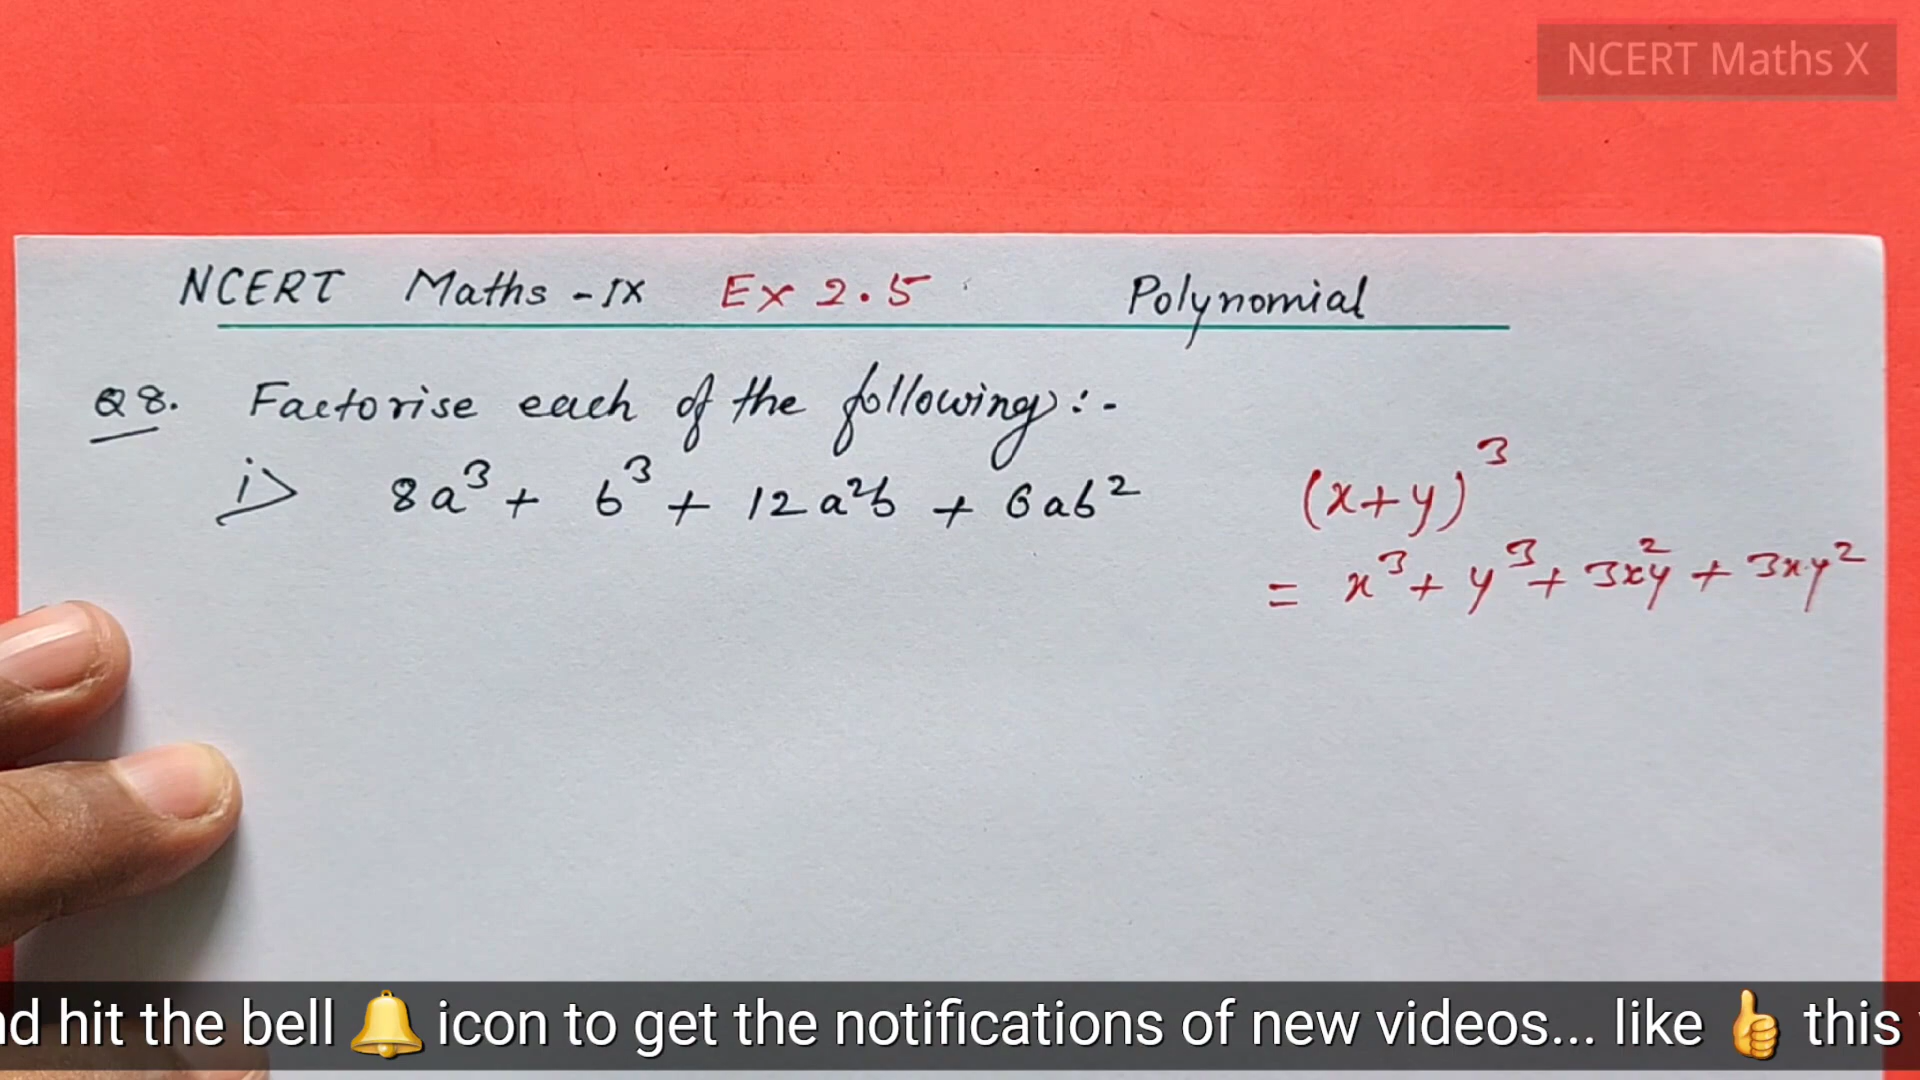 NCERT Maths X
NCERT Maths - IX Ex 2.5 Polynomial
Q8. Factorise each of the following:-
i> 8a³ + b³ + 12a²b + 6ab²
(x+y)³
= x³ + y³ + 3x²y + 3xy²
nd hit the bell 🔔 icon to get the notifications of new videos... like 👍 this